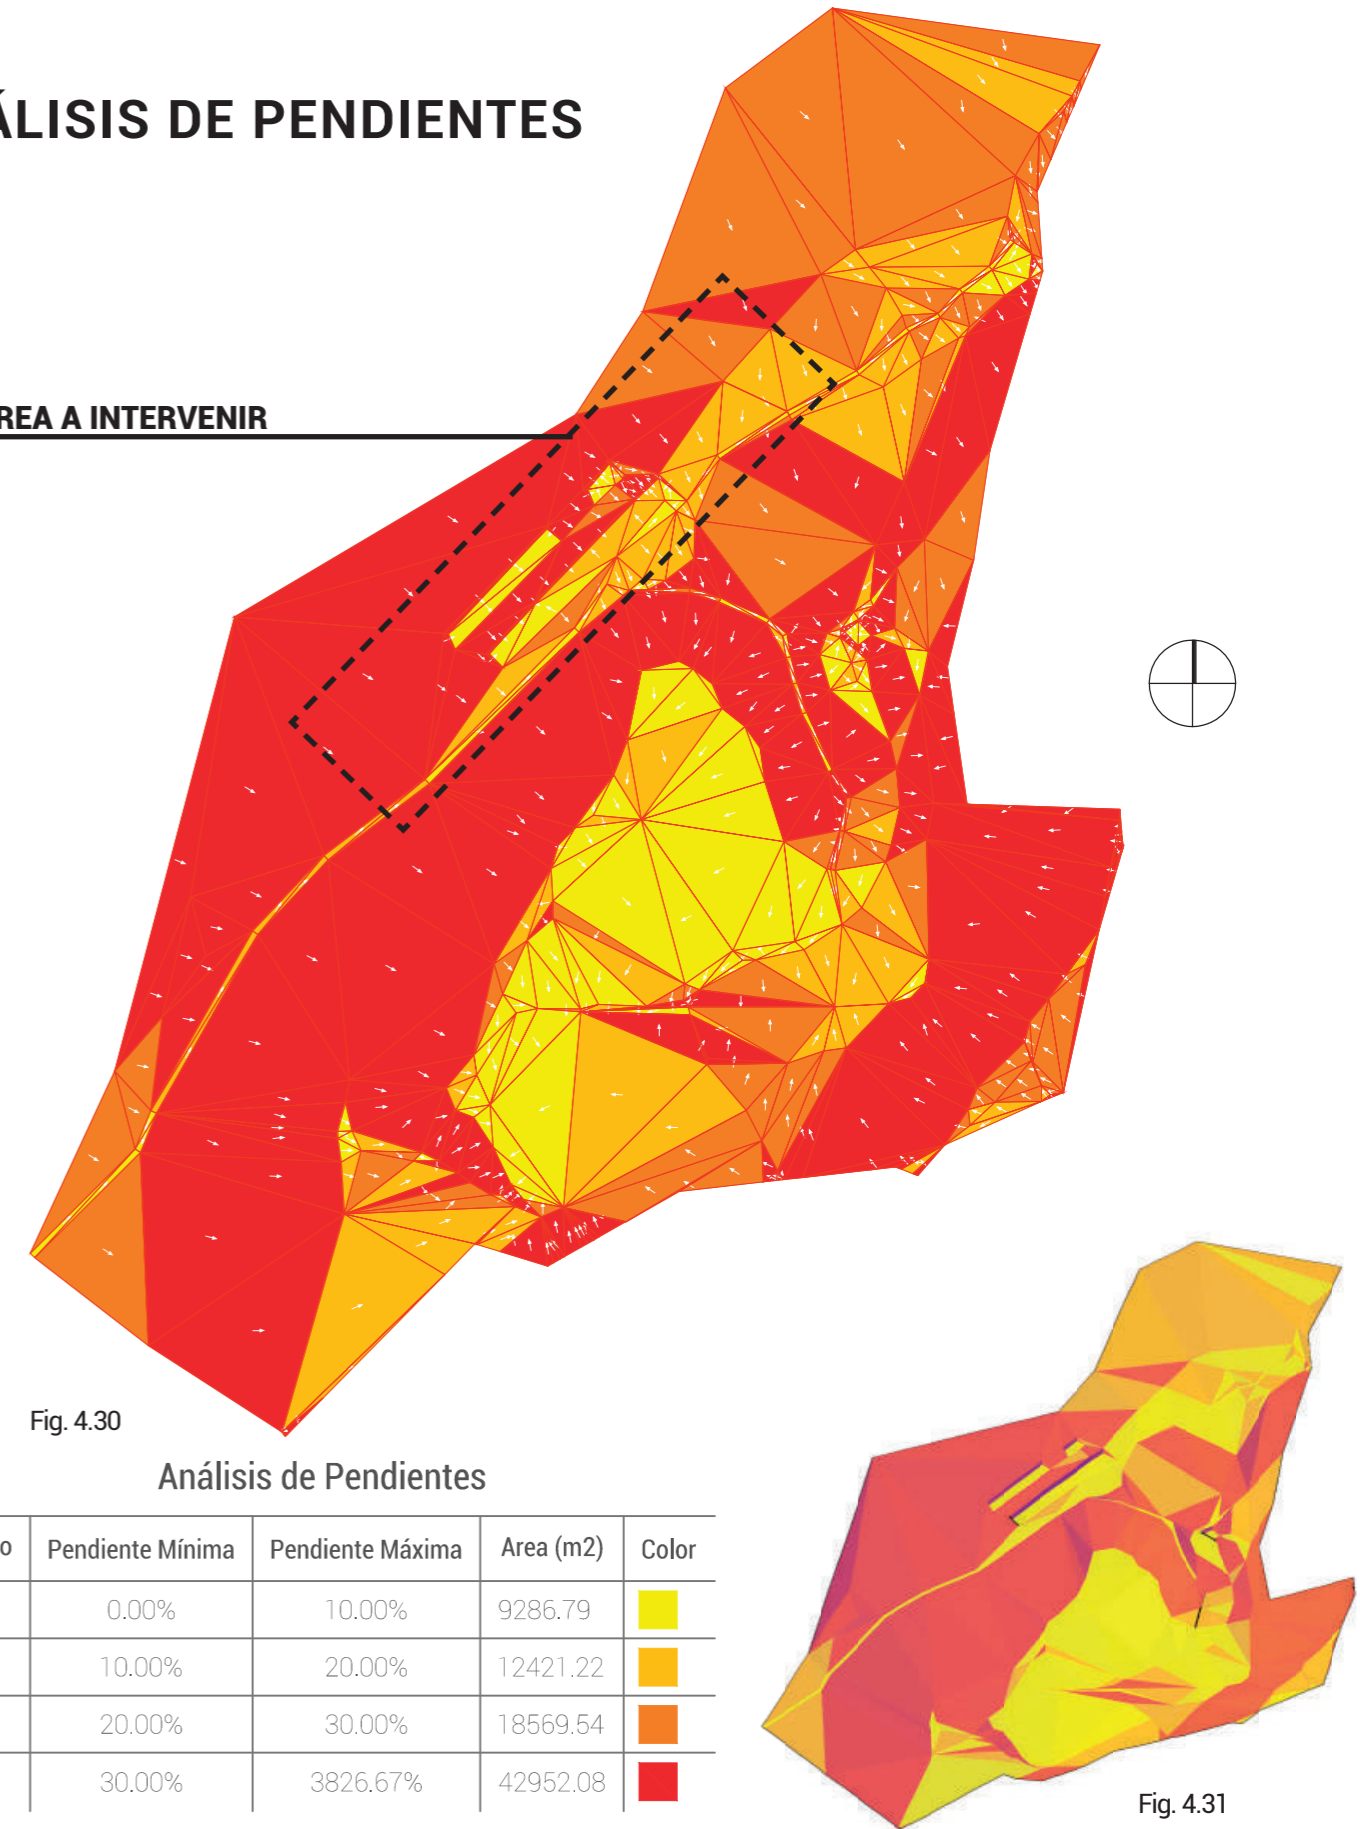 ÁLISIS DE PENDIENTES
REA A INTERVENIR
Fig. 4.30
Análisis de Pendientes
o Pendiente Mínima Pendiente Máxima Area (m2) Color
0.00% 10.00% 9286.79
10.00% 20.00% 12421.22
20.00% 30.00% 18569.54
30.00% 3826.67% 42952.08
Fig. 4.31